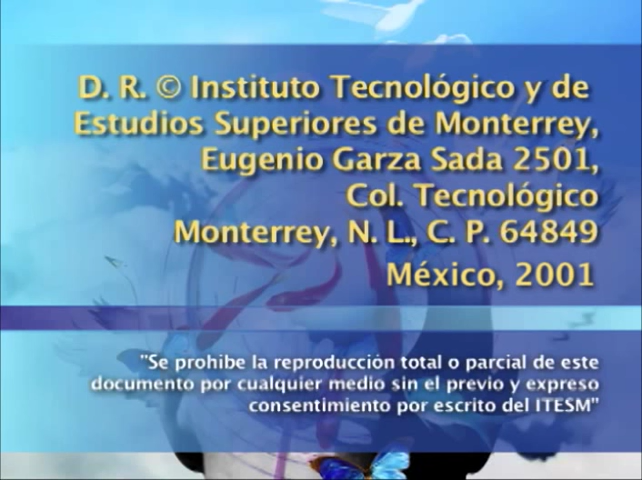 D. R. © Instituto Tecnológico y de
Estudios Superiores de Monterrey,
Eugenio Garza Sada 2501,
Col. Tecnológico
Monterrey, N. L., C. P. 64849
México, 2001
"Se prohibe la reproducción total o parcial de este
documento por cualquier medio sin el previo y expreso
consentimiento por escrito del ITESM"